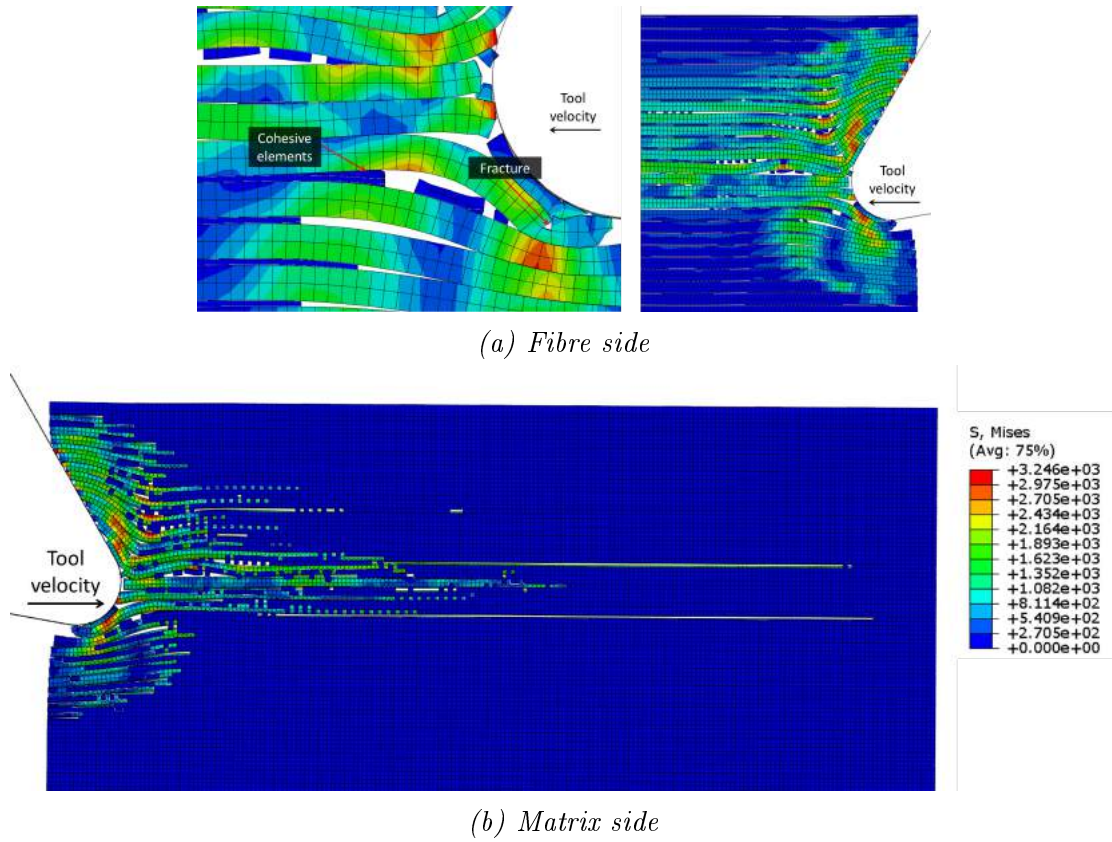 Cohesive
elements
Tool
velocity
Fracture
Tool
velocity
(a) Fibre side
Tool
velocity
S, Mises
(Avg: 75%)
+3.246e+03
+2.975e+03
+2.705e+03
+2.434e+03
+2.164e+03
+1.893e+03
+1.623e+03
+1.352e+03
+1.082e+03
+8.114e+02
+5.409e+02
+2.705e+02
+0.000e+00
(b) Matrix side